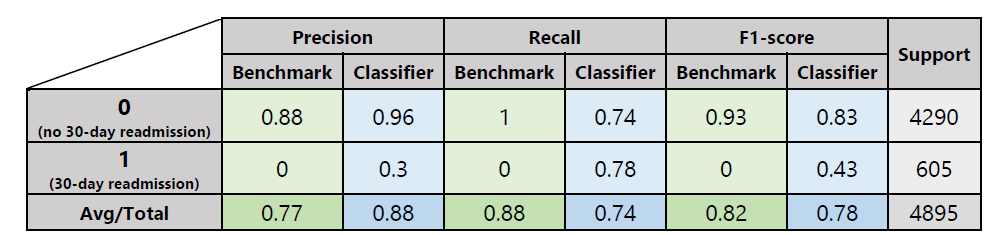 Precision Recall F1-score Support
Benchmark Classifier Benchmark Classifier Benchmark Classifier
0
(no 30-day readmission) 0.88 0.96 1 0.74 0.93 0.83 4290
1
(30-day readmission) 0 0.3 0 0.78 0 0.43 605
Avg/Total 0.77 0.88 0.88 0.74 0.82 0.78 4895